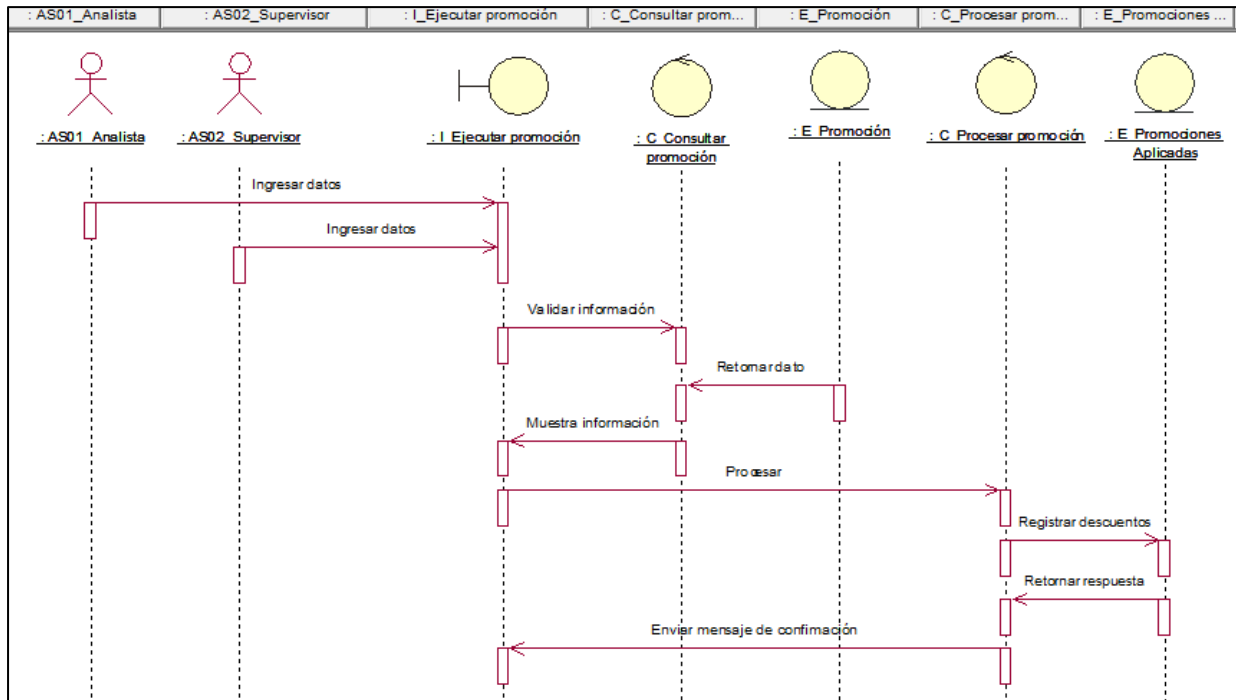 : AS01_Analista
: AS02_Supervisor
: I_Ejecutar promoción
: C_Consultar prom...
: E_Promoción
: C_Procesar prom...
: E_Promociones ...
: AS01_Analista
: AS02_Supervisor
: I_Ejecutar promoción
: C_Consultar
promoción
: E_Promoción
: C_Procesar promoción
: E_Promociones
Aplicadas
Ingresar datos
Ingresar datos
Validar información
Retornar dato
Muestra información
Procesar
Registrar descuentos
Retornar respuesta
Enviar mensaje de confimación